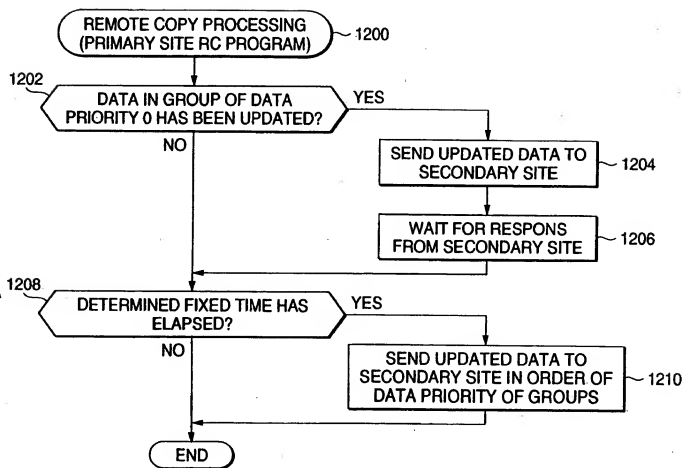 REMOTE COPY PROCESSING
(PRIMARY SITE RC PROGRAM)
1200
1202
DATA IN GROUP OF DATA
PRIORITY 0 HAS BEEN UPDATED?
YES
NO
SEND UPDATED DATA TO
SECONDARY SITE
1204
WAIT FOR RESPONS
FROM SECONDARY SITE
1206
1208
DETERMINED FIXED TIME HAS
ELAPSED?
YES
NO
SEND UPDATED DATA TO
SECONDARY SITE IN ORDER OF
DATA PRIORITY OF GROUPS
1210
END